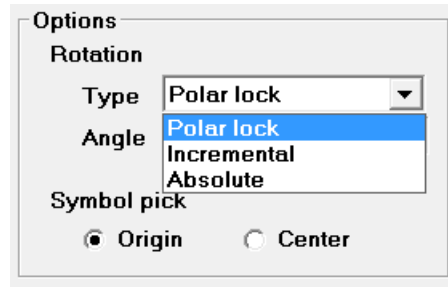 Options
Rotation
Type Polar lock
Polar lock
Angle
Incremental
Absolute
Symbol pick
Origin Center